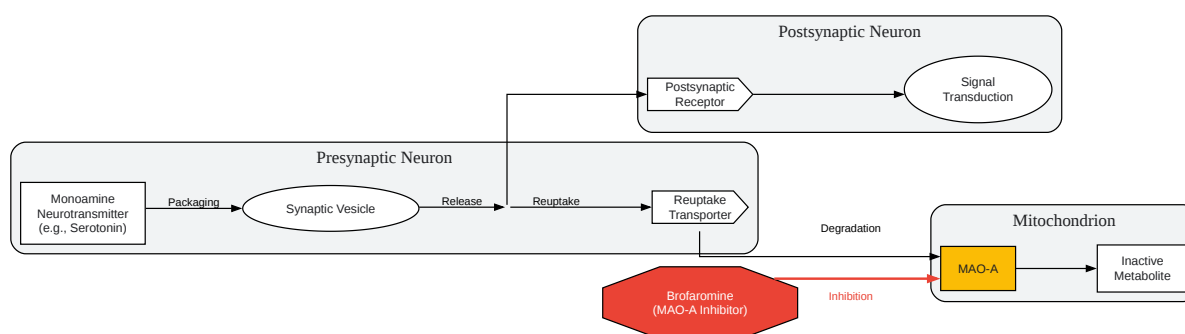 Postsynaptic Neuron
Postsynaptic
Receptor
Signal
Transduction
Presynaptic Neuron
Monoamine
Neurotransmitter
(e.g., Serotonin)
Packaging
Synaptic Vesicle
Release
Reuptake
Reuptake
Transporter
Degradation
Mitochondrion
MAO-A
Inactive
Metabolite
Brofaromine
(MAO-A Inhibitor)
Inhibition